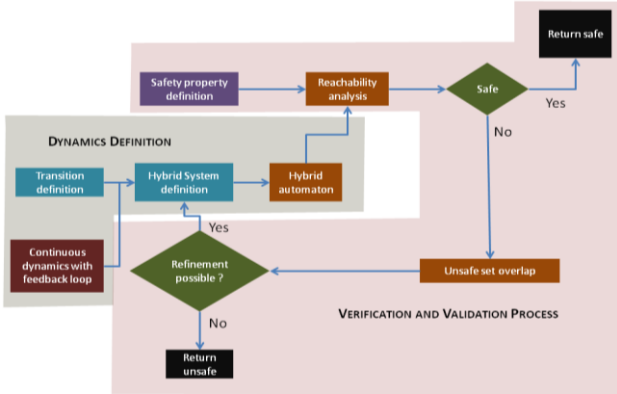 Return safe
Safety property
definition
Reachability
analysis
Safe
Yes
No
DYNAMICS DEFINITION
Transition
definition
Hybrid System
definition
Hybrid
automaton
Yes
Continuous
dynamics with
feedback loop
Refinement
possible ?
Unsafe set overlap
No
VERIFICATION AND VALIDATION PROCESS
Return
unsafe